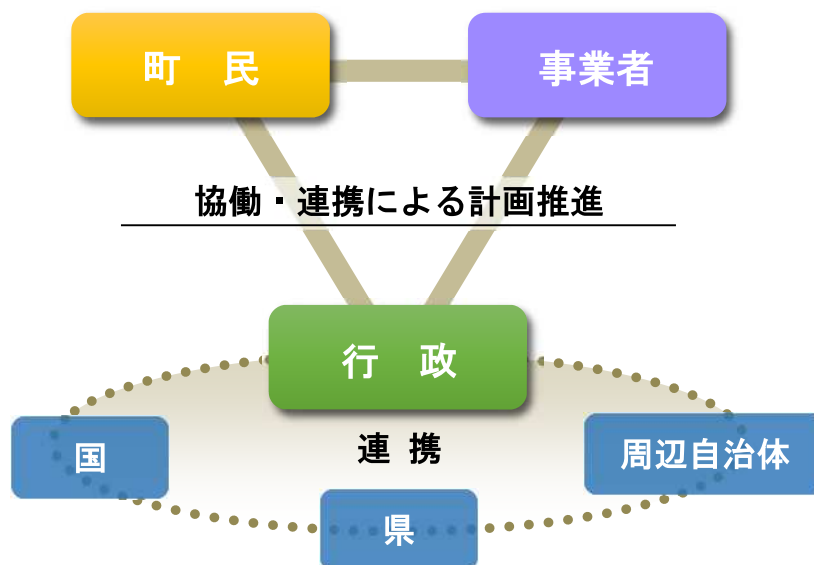 町　民
事業者
協働・連携による計画推進
行　政
連 携
国
周辺自治体
県